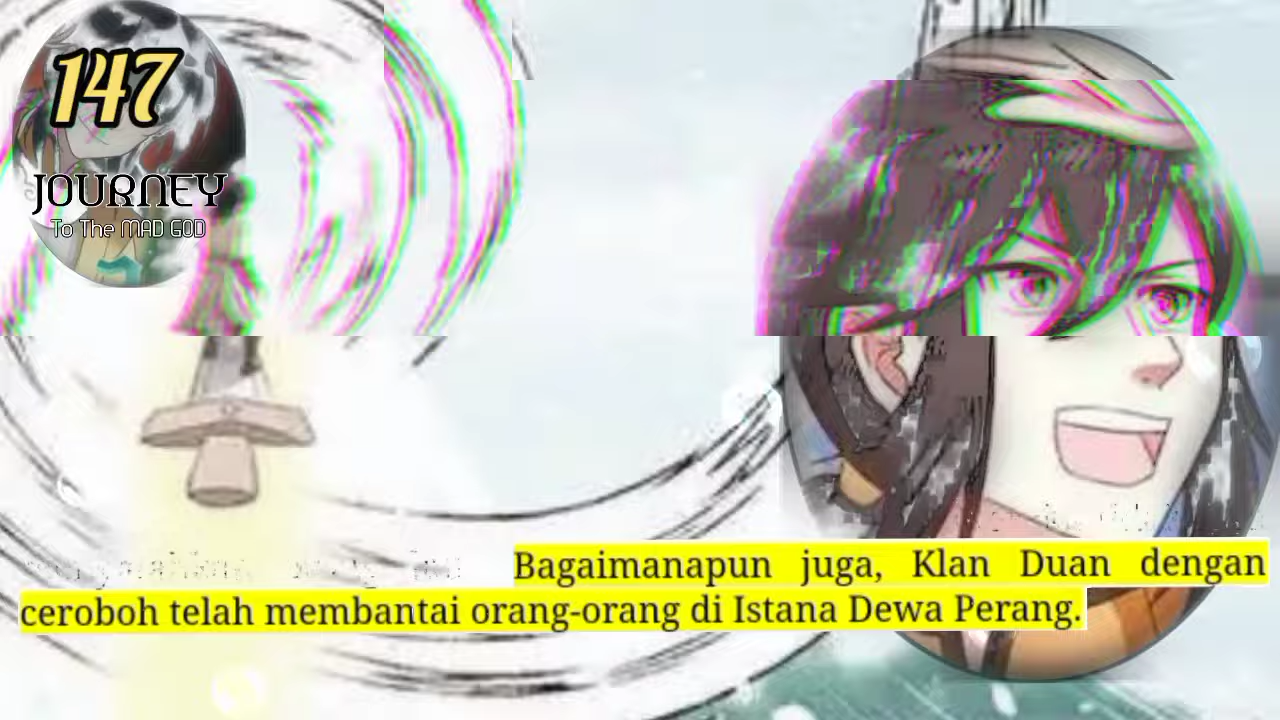 147
JOURNEY
To The MAD GOD
Bagaimanapun juga, Klan Duan dengan
ceroboh telah membantai orang-orang di Istana Dewa Perang.